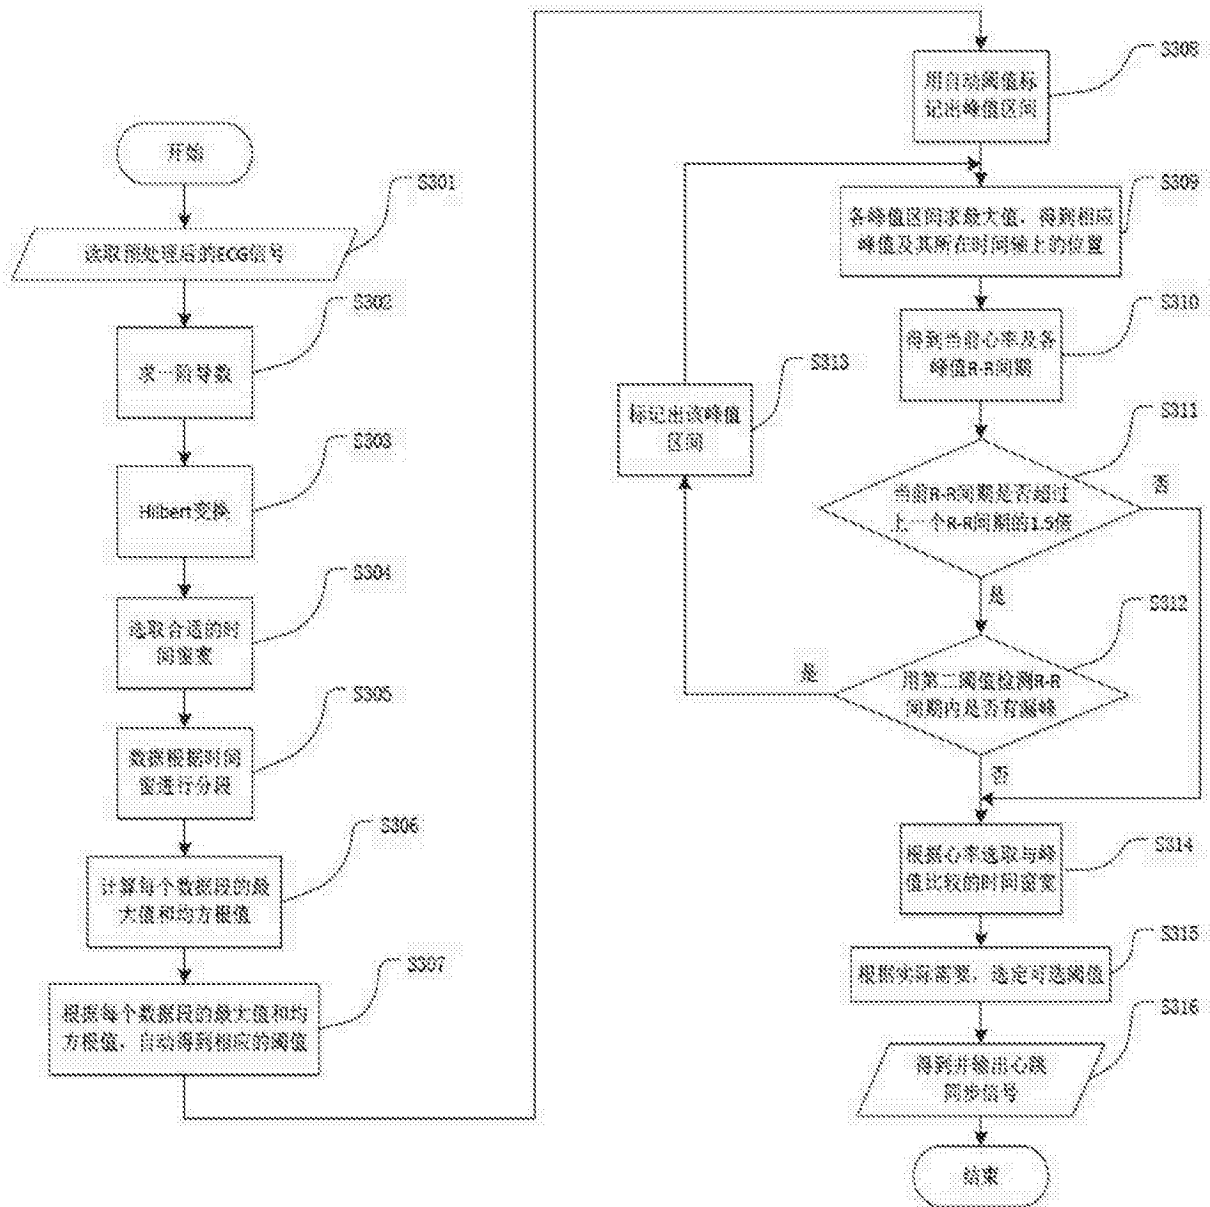 开始
S301
读取预处理后的ECG信号
S302
求一阶导数
S303
Hilbert变换
S304
选取合适的时
间窗宽
S305
数据根据时间
窗进行分段
S306
计算每个数据段的最
大值和均方根值
S307
根据每个数据段的最大值和均
方根值，自动得到相应的阈值
S308
用自动阈值标
记出峰值区间
S309
各峰值区间求最大值，得到相应
峰值及其所在时间轴上的位置
S310
得到当前心率及各
峰值R-R间期
S311
当前R-R间期是否超过
上一个R-R间期的1.5倍
否
是
S312
用第二阈值检测R-R
间期内是否有漏峰
是
否
S313
标记出该峰值
区间
S314
根据心率选取与峰
值比较的时间窗宽
S315
根据实际需要，选定可选阈值
S316
得到并输出心跳
同步信号
结束